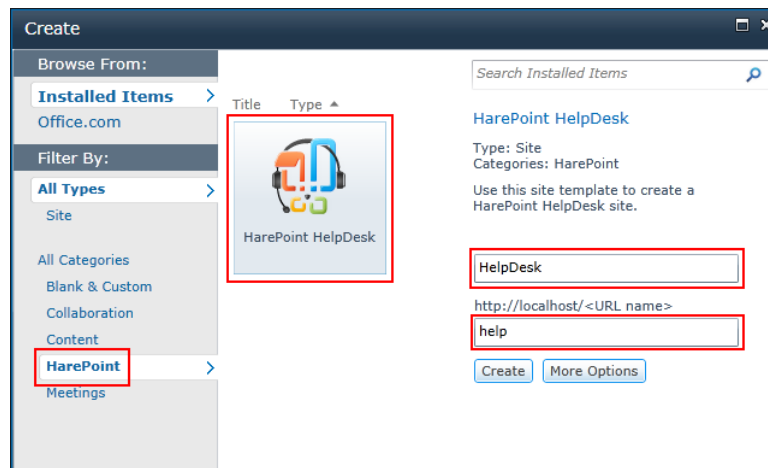 Create
Browse From:
Installed Items
Office.com
Filter By:
All Types
Site
All Categories
Blank & Custom
Collaboration
Content
HarePoint
Meetings
Title Type
HarePoint HelpDesk
Search Installed Items
HarePoint HelpDesk
Type: Site
Categories: HarePoint
Use this site template to create a
HarePoint HelpDesk site.
HelpDesk
http://localhost/<URL name>
help
Create More Options